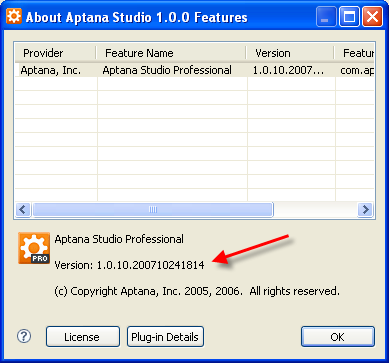 About Aptana Studio 1.0.0 Features
Provider Feature Name Version Featur
Aptana, Inc. Aptana Studio Professional 1.0.10.2007... com.ap
PRO
Aptana Studio Professional
Version: 1.0.10.200710241814
(c) Copyright Aptana, Inc. 2005, 2006. All rights reserved.
? License Plug-in Details OK